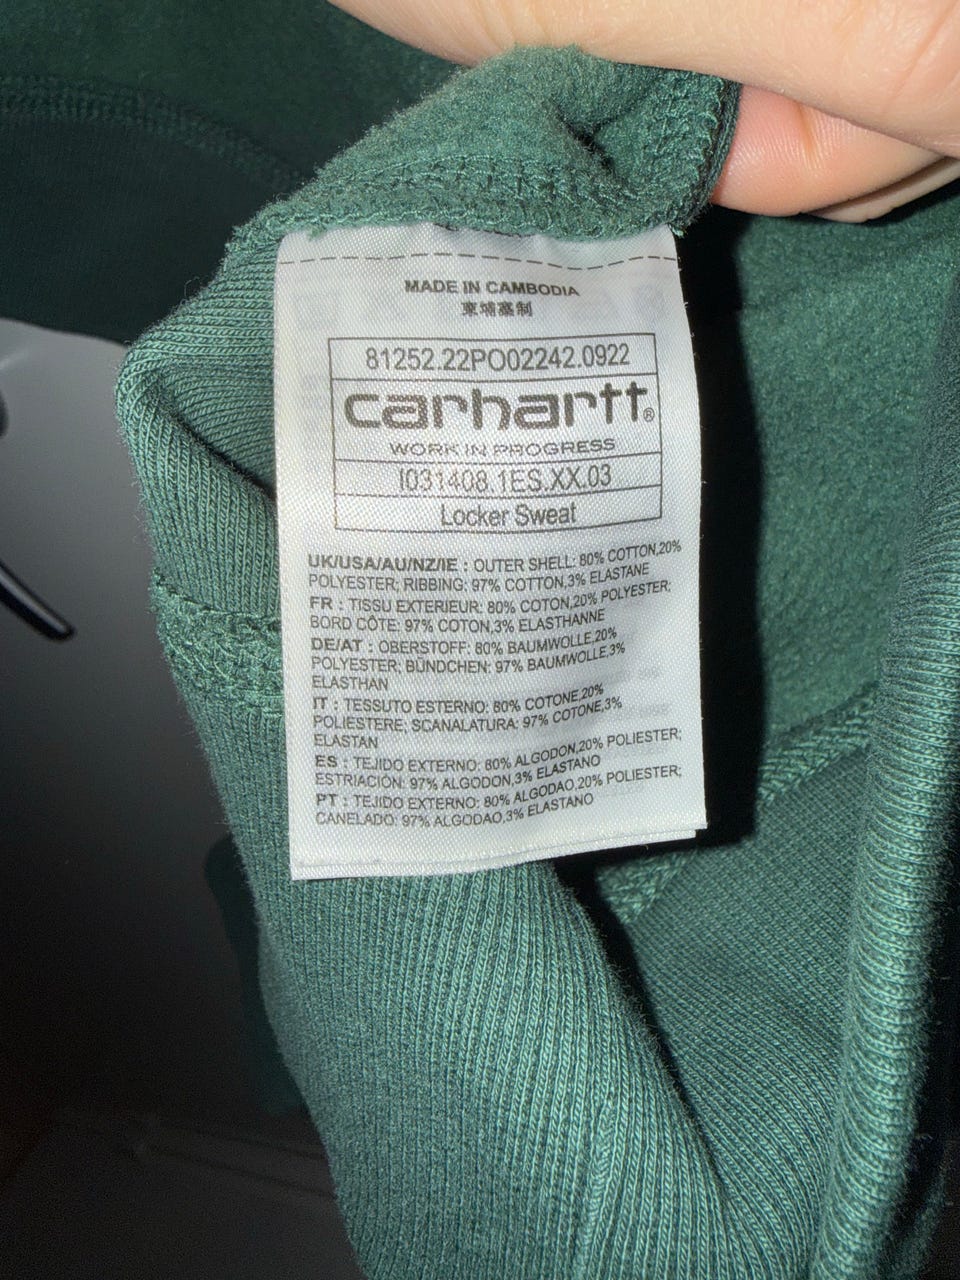 MADE IN CAMBODIA
柬埔寨制
81252.22PO02242.0922
carhartt®
WORK IN PROGRESS
I031408.1ES.XX.03
Locker Sweat
UK/USA/AU/NZ/IE : OUTER SHELL: 80% COTTON,20%
POLYESTER; RIBBING: 97% COTTON,3% ELASTANE
FR : TISSU EXTERIEUR: 80% COTON,20% POLYESTER;
BORD CÔTE: 97% COTON,3% ELASTHANNE
DE/AT : OBERSTOFF: 80% BAUMWOLLE,20%
POLYESTER; BÜNDCHEN: 97% BAUMWOLLE,3%
ELASTHAN
IT : TESSUTO ESTERNO: 80% COTONE,20%
POLIESTERE; SCANALATURA: 97% COTONE,3%
ELASTAN
ES : TEJIDO EXTERNO: 80% ALGODON,20% POLIESTER;
ESTRIACIÓN: 97% ALGODON,3% ELASTANO
PT : TEJIDO EXTERNO: 80% ALGODAO,20% POLIESTER;
CANELADO: 97% ALGODAO,3% ELASTANO